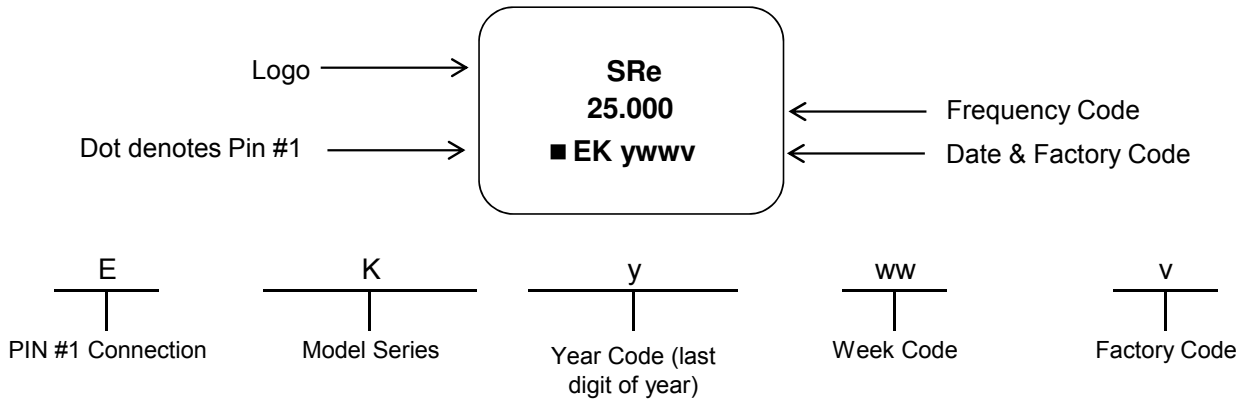 Logo
SRe
25.000
Frequency Code
Dot denotes Pin #1
■ EK ywwv
Date & Factory Code
E
K
y
ww
v
PIN #1 Connection
Model Series
Year Code (last
digit of year)
Week Code
Factory Code